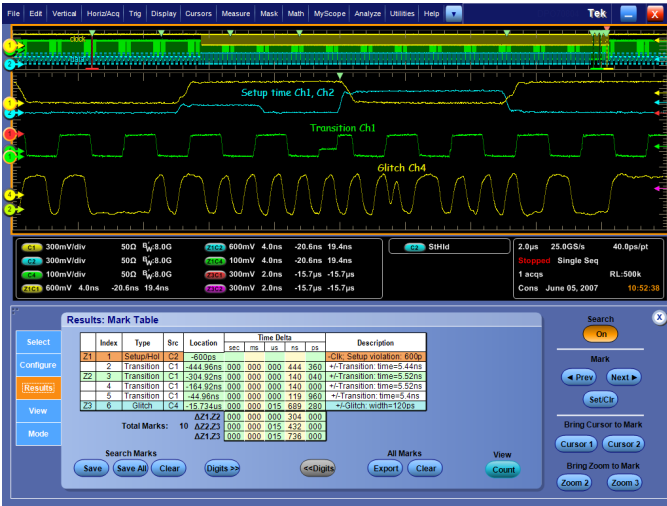 File Edit Vertical Horiz/Acq Trig Display Cursors Measure Mask Math MyScope Analyze Utilities Help Tek X
clock
data
1
2
Setup time Ch1, Ch2
1
2
Transition Ch1
1
1
Glitch Ch4
4
2
C1 300mV/div 50Ω BW:8.0G Z1C2 600mV 4.0ns -20.6ns 19.4ns C2 StHld 2.0µs 25.0GS/s 40.0ps/pt
C2 300mV/div 50Ω BW:8.0G Z1C4 100mV 4.0ns -20.6ns 19.4ns Stopped Single Seq
C4 100mV/div 50Ω BW:8.0G Z3C1 300mV 2.0ns -15.7µs -15.7µs 1 acqs RL:500k
Z1C1 600mV 4.0ns -20.6ns 19.4ns Z3C2 300mV 2.0ns -15.7µs -15.7µs Cons June 05, 2007 10:52:38
Results: Mark Table
Select
Configure
Results
View
Mode
Index Type Src Location Time Delta Description
sec ms us ns ps
Z1 1 Setup/Hol C2 -600ps -Clk; Setup violation: 600p
2 Transition C1 -444.96ns 000 000 000 444 360 +/-Transition: time=5.44ns
Z2 3 Transition C1 -304.92ns 000 000 000 140 040 +/-Transition: time=5.52ns
4 Transition C1 -164.92ns 000 000 000 140 000 +/-Transition: time=5.52ns
5 Transition C1 -44.96ns 000 000 000 119 960 +/-Transition: time=5.4ns
Z3 6 Glitch C4 -15.734us 000 000 015 689 280 +/-Glitch: width=120ps
ΔZ1,Z2 000 000 000 304 000
Total Marks: 10 ΔZ2,Z3 000 000 015 432 000
ΔZ1,Z3 000 000 015 736 000
Search Marks
Save Save All Clear Digits >> <<Digits
All Marks
Export Clear
View
Count
Search X
On
Mark
Prev Next
Set/Clr
Bring Cursor to Mark
Cursor 1 Cursor 2
Bring Zoom to Mark
Zoom 2 Zoom 3